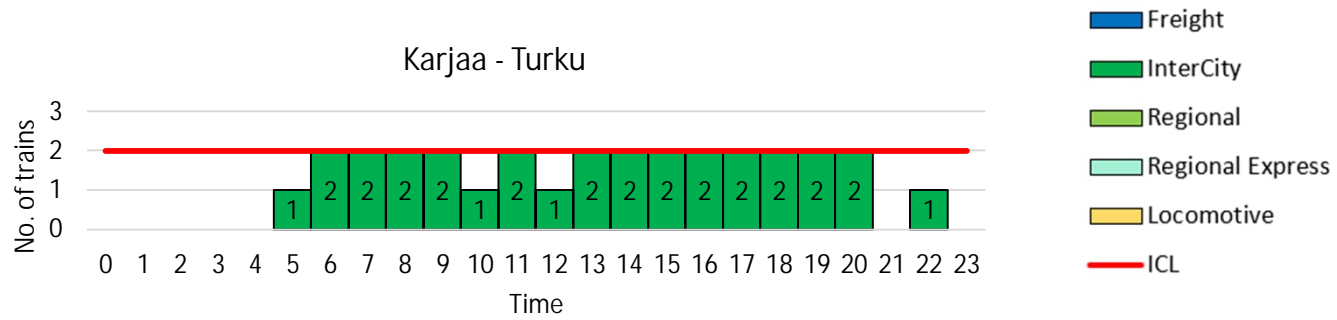 Karjaa - Turku
No. of trains
3
2
1
0
1 2 2 2 2 1 2 1 2 2 2 2 2 2 2 2 1
0 1 2 3 4 5 6 7 8 9 10 11 12 13 14 15 16 17 18 19 20 21 22 23
Time
Freight
InterCity
Regional
Regional Express
Locomotive
ICL